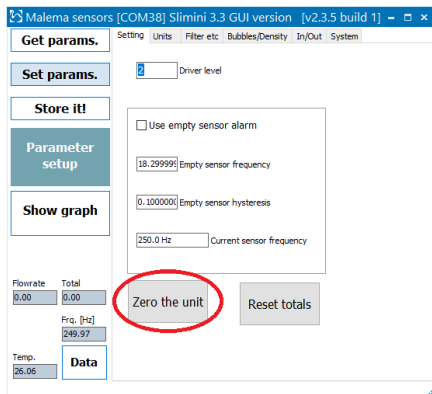 Malema sensors [COM38] Slimini 3.3 GUI version [v2.3.5 build 1]
Get params.
Set params.
Store it!
Parameter
setup
Show graph
Flowrate Total
0.00 0.00
Frq. [Hz]
249.97
Temp.
26.06
Data
Setting Units Filter etc Bubbles/Density In/Out System
2 Driver level
Use empty sensor alarm
18.299999 Empty sensor frequency
0.1000000 Empty sensor hysteresis
250.0 Hz Current sensor frequency
Zero the unit
Reset totals